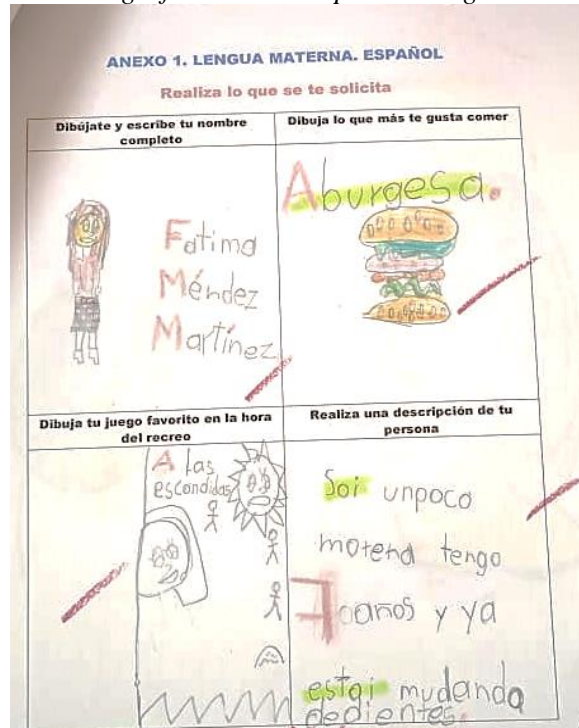 ANEXO 1. LENGUA MATERNA. ESPAÑOL
Realiza lo que se te solicita
Dibújate y escribe tu nombre
completo
Fatima
Méndez
Martínez
Dibuja lo que más te gusta comer
Aburgesa.
Dibuja tu juego favorito en la hora
del recreo
A las
escondidas
Realiza una descripción de tu
persona
Soi unpoco
morena tengo
7 años y ya
estoi mudando
dedientes.